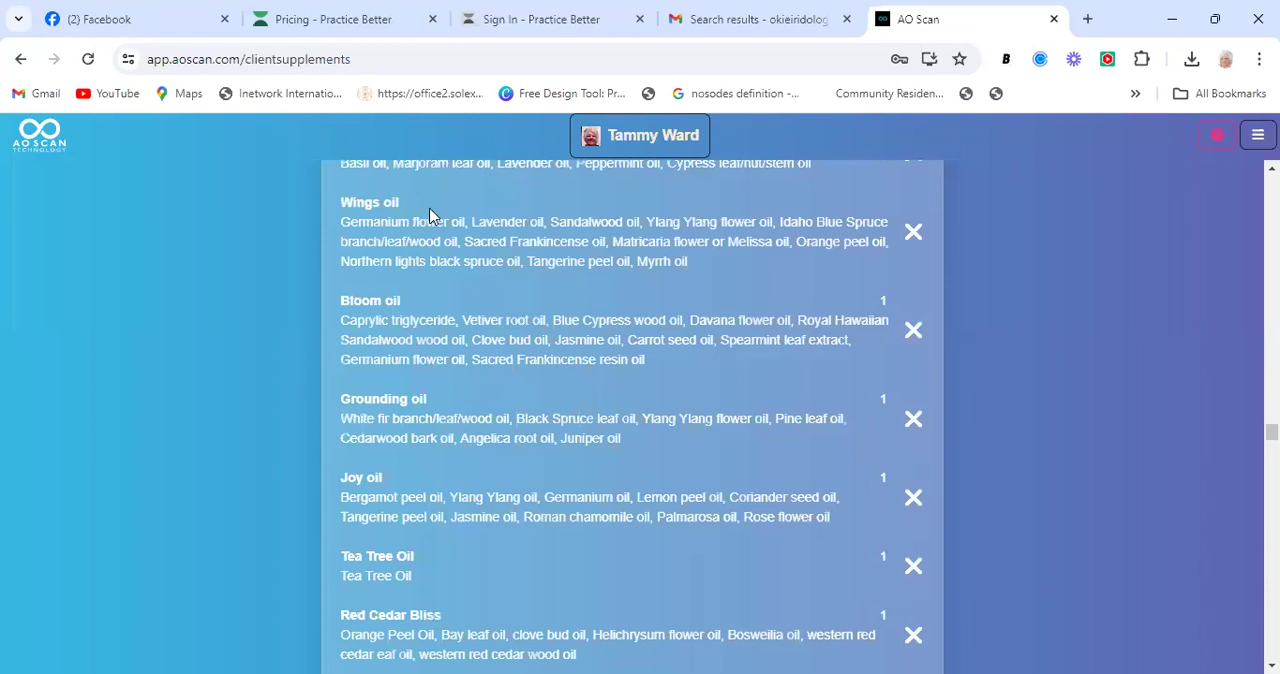 (2) Facebook
Pricing - Practice Better
Sign In - Practice Better
Search results - okieiridolog
AO Scan
app.aoscan.com/clientsupplements
Gmail
YouTube
Maps
Inetwork Internatio...
https://office2.solex...
Free Design Tool: Pr...
nosodes definition -...
Community Residen...
All Bookmarks
AO SCAN
TECHNOLOGY
Tammy Ward
Basil oil, Marjoram leaf oil, Lavender oil, Peppermint oil, Cypress leaf/nut/stem oil
Wings oil
Germanium flower oil, Lavender oil, Sandalwood oil, Ylang Ylang flower oil, Idaho Blue Spruce
branch/leaf/wood oil, Sacred Frankincense oil, Matricaria flower or Melissa oil, Orange peel oil,
Northern lights black spruce oil, Tangerine peel oil, Myrrh oil
Bloom oil 1
Caprylic triglyceride, Vetiver root oil, Blue Cypress wood oil, Davana flower oil, Royal Hawaiian
Sandalwood wood oil, Clove bud oil, Jasmine oil, Carrot seed oil, Spearmint leaf extract,
Germanium flower oil, Sacred Frankincense resin oil
Grounding oil 1
White fir branch/leaf/wood oil, Black Spruce leaf oil, Ylang Ylang flower oil, Pine leaf oil,
Cedarwood bark oil, Angelica root oil, Juniper oil
Joy oil 1
Bergamot peel oil, Ylang Ylang oil, Germanium oil, Lemon peel oil, Coriander seed oil,
Tangerine peel oil, Jasmine oil, Roman chamomile oil, Palmarosa oil, Rose flower oil
Tea Tree Oil 1
Tea Tree Oil
Red Cedar Bliss 1
Orange Peel Oil, Bay leaf oil, clove bud oil, Helichrysum flower oil, Bosweilia oil, western red
cedar eaf oil, western red cedar wood oil